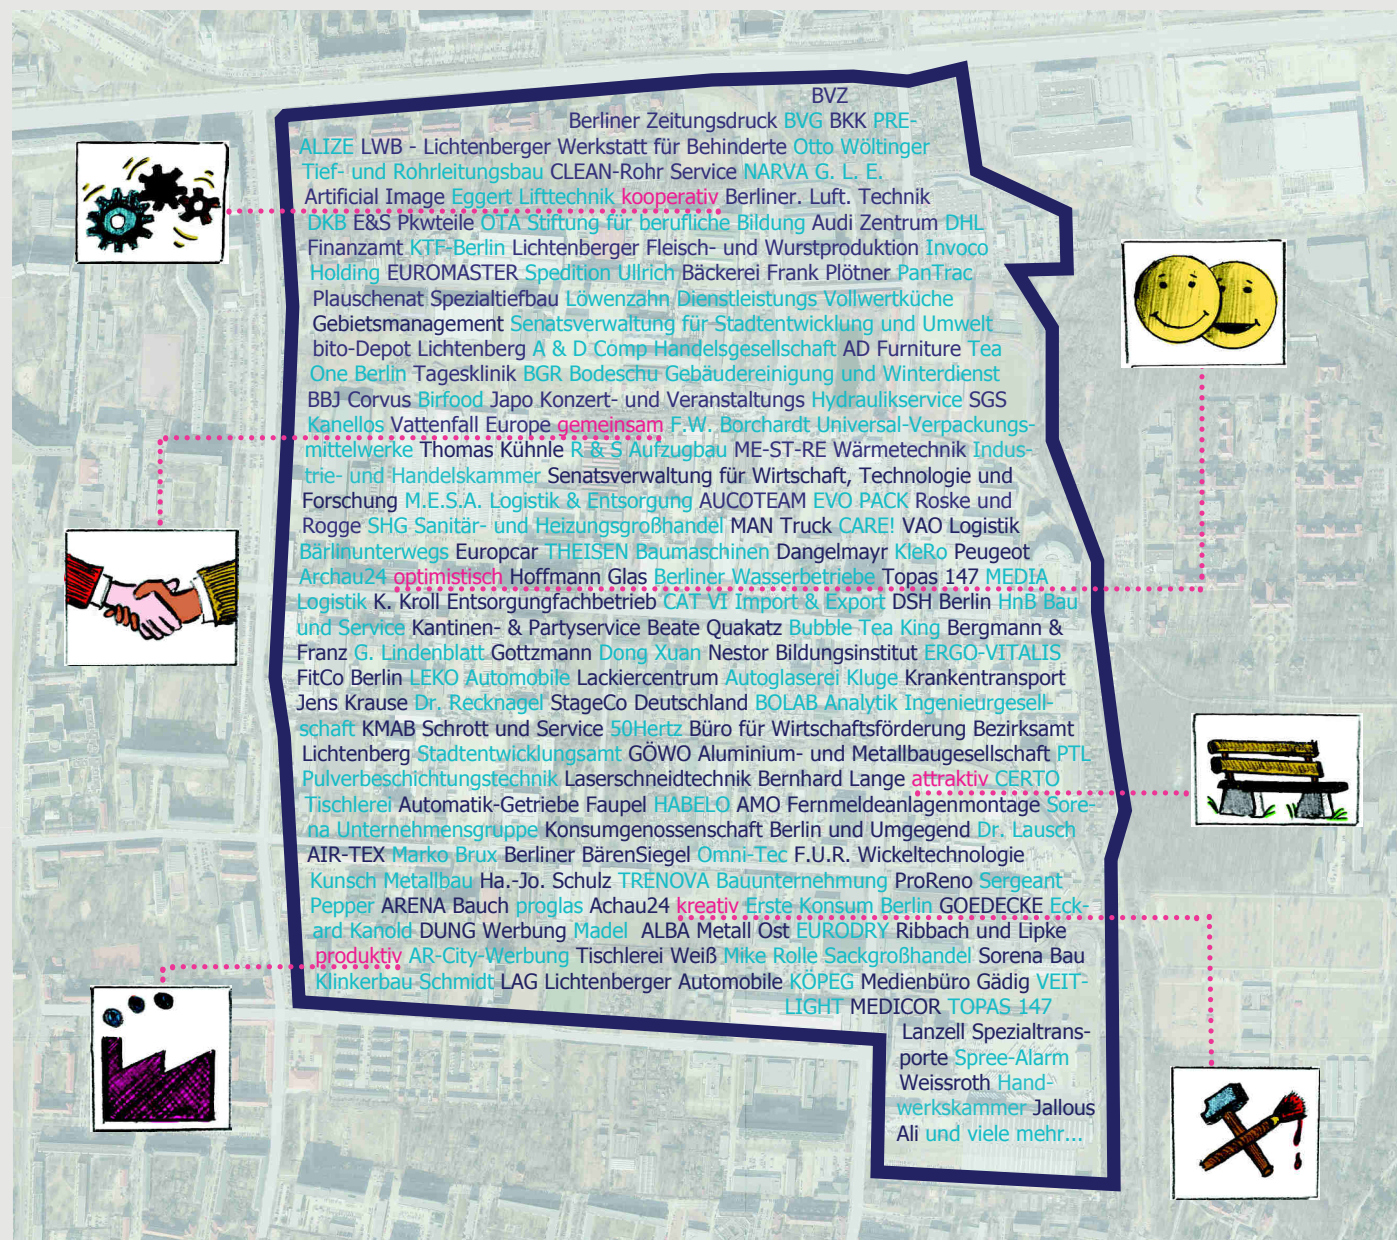 BVZ
Berliner Zeitungsdruck BVG BKK PRE-
ALIZE LWB - Lichtenberger Werkstatt für Behinderte Otto Wöltinger
Tief- und Rohrleitungsbau CLEAN-Rohr Service NARVA G. L. E.
Artificial Image Eggert Lifttechnik kooperativ Berliner. Luft. Technik
DKB E&S Pkwteile OTA Stiftung für berufliche Bildung Audi Zentrum DHL
Finanzamt KTF-Berlin Lichtenberger Fleisch- und Wurstproduktion Invoco
Holding EUROMASTER Spedition Ullrich Bäckerei Frank Plötner PanTrac
Plauschenat Spezialtiefbau Löwenzahn Dienstleistungs Vollwertküche
Gebietsmanagement Senatsverwaltung für Stadtentwicklung und Umwelt
bito-Depot Lichtenberg A & D Comp Handelsgesellschaft AD Furniture Tea
One Berlin Tagesklinik BGR Bodeschu Gebäudereinigung und Winterdienst
BBJ Corvus Birfood Japo Konzert- und Veranstaltungs Hydraulikservice SGS
Kanellos Vattenfall Europe gemeinsam F.W. Borchardt Universal-Verpackungs-
mittelwerke Thomas Kühnle R & S Aufzugbau ME-ST-RE Wärmetechnik Indus-
trie- und Handelskammer Senatsverwaltung für Wirtschaft, Technologie und
Forschung M.E.S.A. Logistik & Entsorgung AUCOTEAM EVO PACK Roske und
Rogge SHG Sanitär- und Heizungsgroßhandel MAN Truck CARE! VAO Logistik
Bärlinunterwegs Europcar THEISEN Baumaschinen Dangelmayr KleRo Peugeot
Archau24 optimistisch Hoffmann Glas Berliner Wasserbetriebe Topas 147 MEDIA
Logistik K. Kroll Entsorgungfachbetrieb CAT VI Import & Export DSH Berlin HnB Bau
und Service Kantinen- & Partyservice Beate Quakatz Bubble Tea King Bergmann &
Franz G. Lindenblatt Gottzmann Dong Xuan Nestor Bildungsinstitut ERGO-VITALIS
FitCo Berlin LEKO Automobile Lackiercentrum Autoglaserei Kluge Krankentransport
Jens Krause Dr. Recknagel StageCo Deutschland BOLAB Analytik Ingenieurgesell-
schaft KMAB Schrott und Service 50Hertz Büro für Wirtschaftsförderung Bezirksamt
Lichtenberg Stadtentwicklungsamt GÖWO Aluminium- und Metallbaugesellschaft PTL
Pulverbeschichtungstechnik Laserschneidtechnik Bernhard Lange attraktiv CERTO
Tischlerei Automatik-Getriebe Faupel HABELO AMO Fernmeldeanlagenmontage Sore-
na Unternehmensgruppe Konsumgenossenschaft Berlin und Umgegend Dr. Lausch
AIR-TEX Marko Brux Berliner BärenSiegel Omni-Tec F.U.R. Wickeltechnologie
Kunsch Metallbau Ha.-Jo. Schulz TRENOVA Bauunternehmung ProReno Sergeant
Pepper ARENA Bauch proglas Achau24 kreativ Erste Konsum Berlin GOEDECKE Eck-
ard Kanold DUNG Werbung Madel ALBA Metall Ost EURODRY Ribbach und Lipke
produktiv AR-City-Werbung Tischlerei Weiß Mike Rolle Sackgroßhandel Sorena Bau
Klinkerbau Schmidt LAG Lichtenberger Automobile KÖPEG Medienbüro Gädig VEIT-
LIGHT MEDICOR TOPAS 147
Lanzell Spezialtrans-
porte Spree-Alarm
Weissroth Hand-
werkskammer Jallous
Ali und viele mehr...